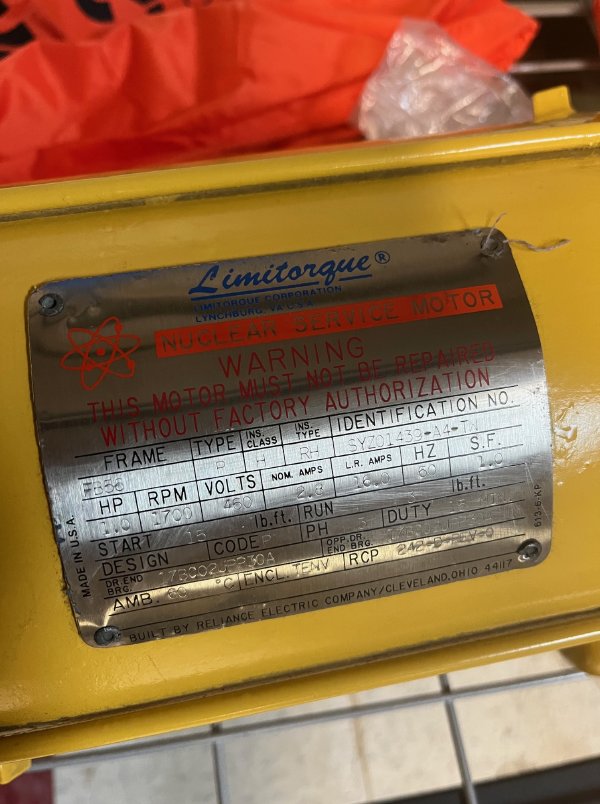 Limitorque®
LIMITORQUE CORPORATION
LYNCHBURG, VA. U.S.A.
NUCLEAR SERVICE MOTOR
WARNING
THIS MOTOR MUST NOT BE REPAIRED
WITHOUT FACTORY AUTHORIZATION
FRAME TYPE INS. CLASS INS. TYPE IDENTIFICATION NO.
FB56 P H RH SYZ01439-A4-TW
HP RPM VOLTS NOM. AMPS L.R. AMPS HZ S.F.
1.0 1700 460 2.0 16.0 60 1.0
START 15 lb.ft. RUN lb.ft.
DESIGN CODE PH 3 DUTY
DR. END BRG. OPP. DR. END BRG.
AMB. °C ENCL. TENV RCP
BUILT BY RELIANCE ELECTRIC COMPANY/CLEVELAND, OHIO 44117
MADE IN U.S.A.